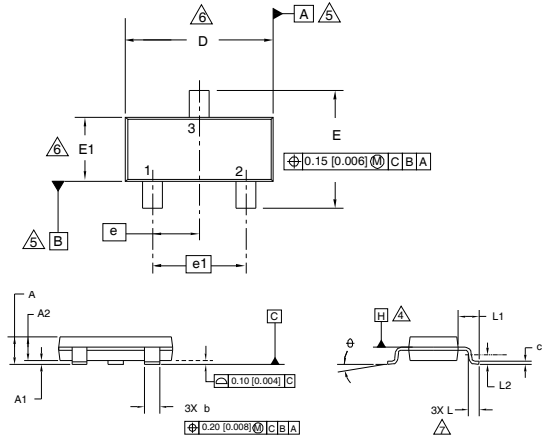 6
D
A 5
3
E
6 E1
⌖ 0.15 [0.006] Ⓜ C B A
1 2
5 B
e
e1
A
A2
A1
C
⌓ 0.10 [0.004] C
3X b
⌖ 0.20 [0.008] Ⓜ C B A
H 4
L1
θ
c
L2
3X L
7